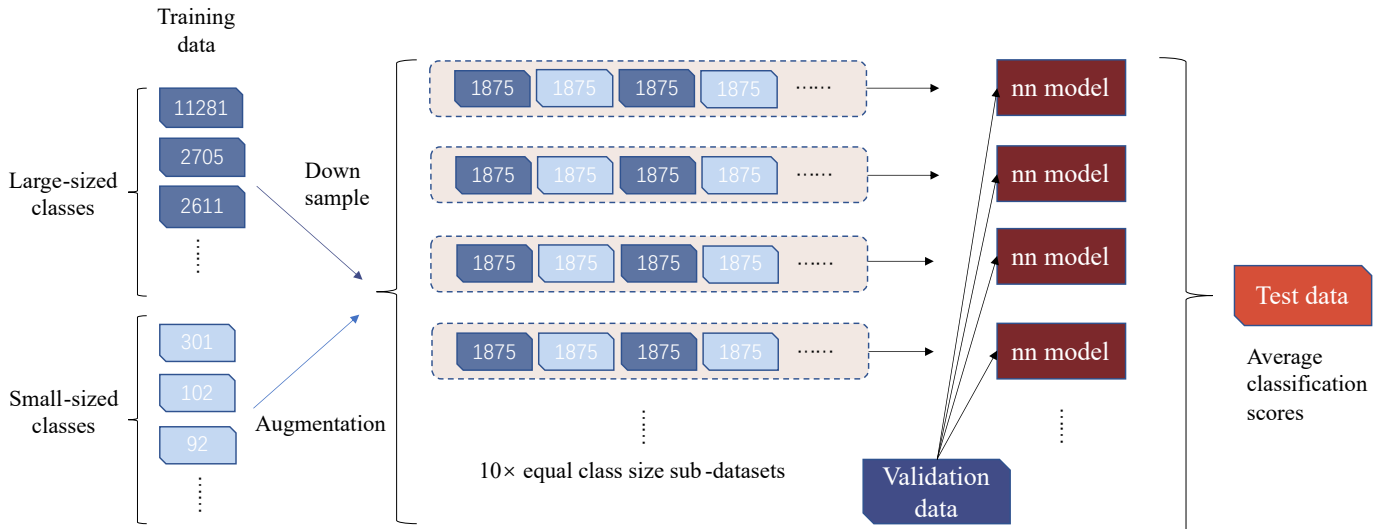 Training
data
Large-sized
classes
11281
2705
2611
Small-sized
classes
301
102
92
Down
sample
Augmentation
1875 1875 1875 1875 ……
1875 1875 1875 1875 ……
1875 1875 1875 1875 ……
1875 1875 1875 1875 ……
10× equal class size sub-datasets
nn model
nn model
nn model
nn model
Validation
data
Test data
Average
classification
scores